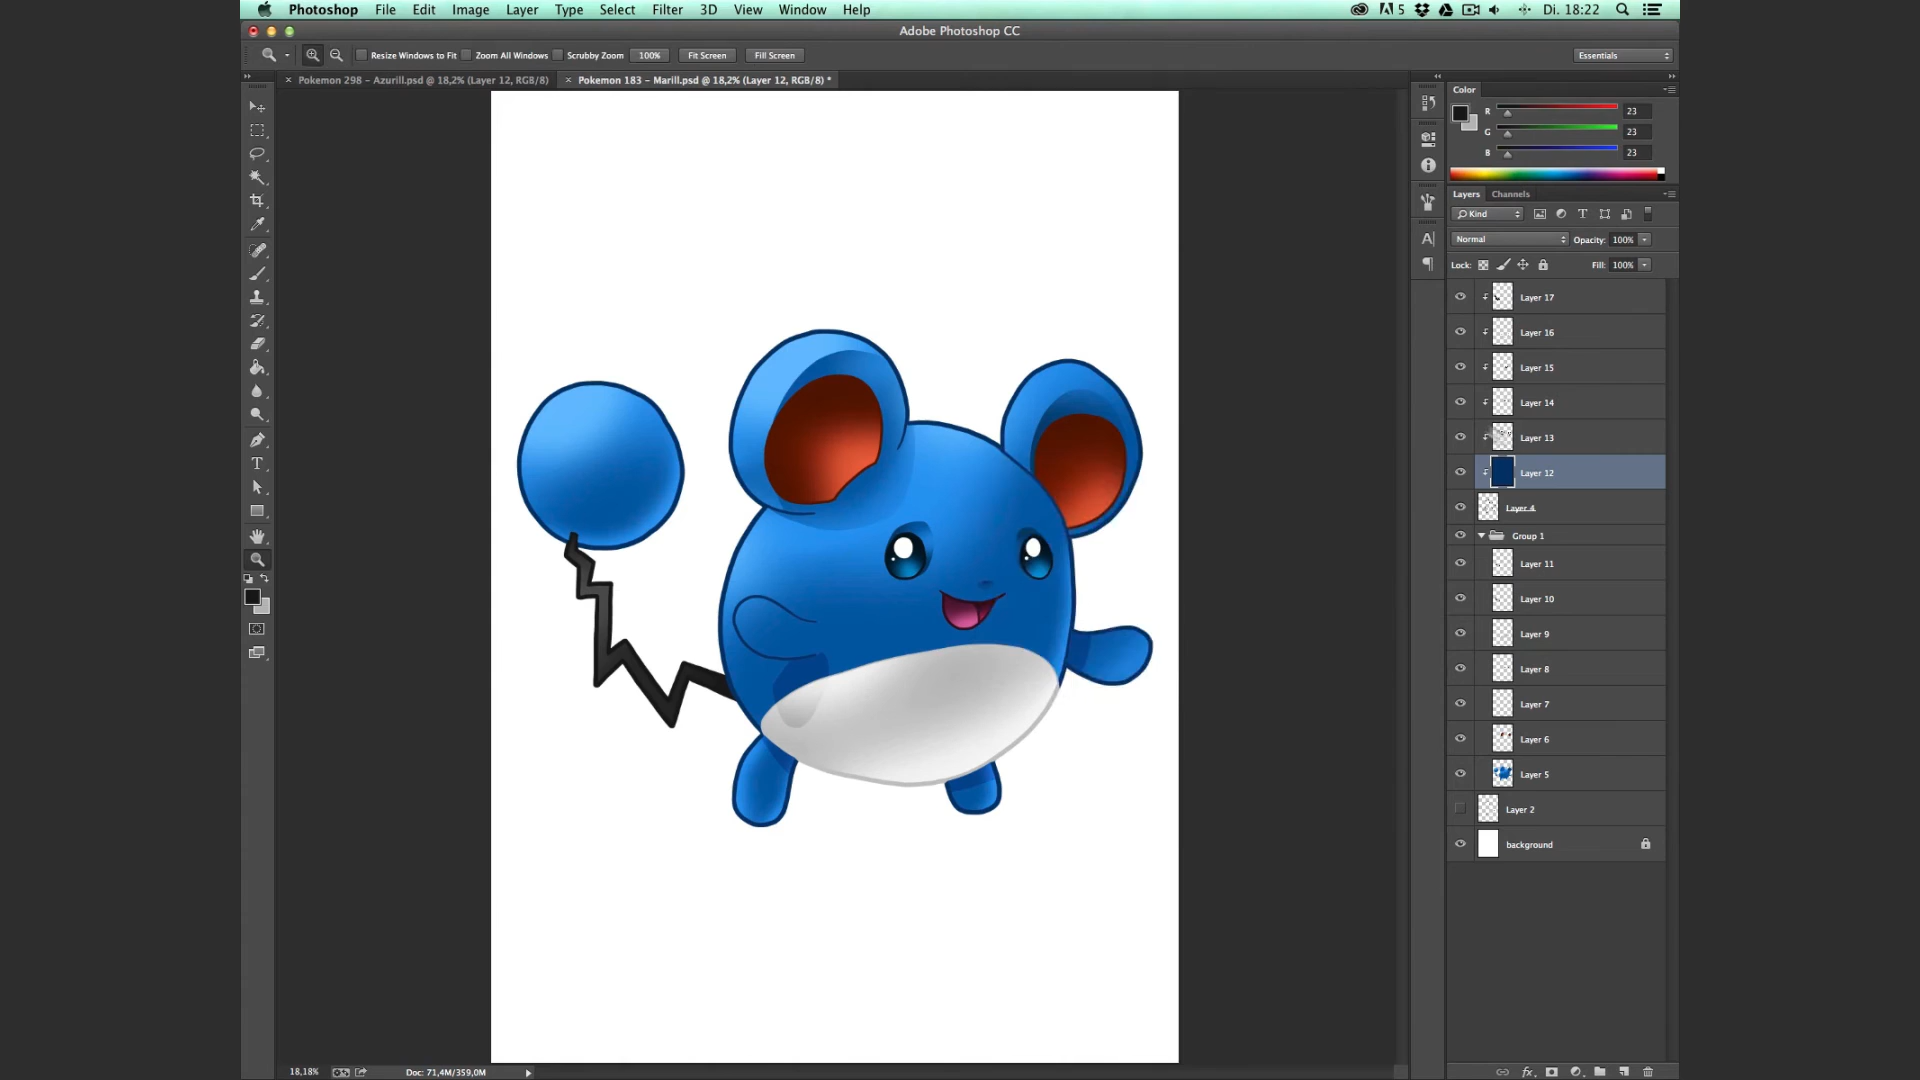 Photoshop File Edit Image Layer Type Select Filter 3D View Window Help 5 Di. 18:22
Adobe Photoshop CC
Resize Windows to Fit Zoom All Windows Scrubby Zoom 100% Fit Screen Fill Screen Essentials
Pokemon 298 – Azurill.psd @ 18,2% (Layer 12, RGB/8) Pokemon 183 – Marill.psd @ 18,2% (Layer 12, RGB/8) *
Color
R 23
G 23
B 23
Layers Channels
Kind
Normal Opacity: 100%
Lock: Fill: 100%
Layer 17
Layer 16
Layer 15
Layer 14
Layer 13
Layer 12
Layer 4
Group 1
Layer 11
Layer 10
Layer 9
Layer 8
Layer 7
Layer 6
Layer 5
Layer 2
background
18,18% Doc: 71,4M/359,0M